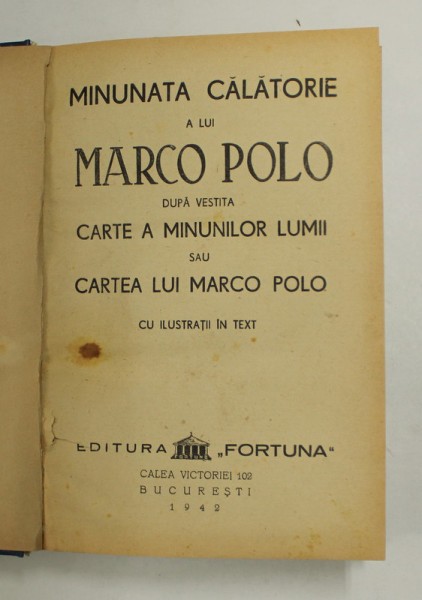 MINUNATA CĂLĂTORIE
A LUI
MARCO POLO
DUPĂ VESTITA
CARTE A MINUNILOR LUMII
SAU
CARTEA LUI MARCO POLO
CU ILUSTRAȚII ÎN TEXT
EDITURA „FORTUNA"
CALEA VICTORIEI 102
BUCUREȘTI
1942